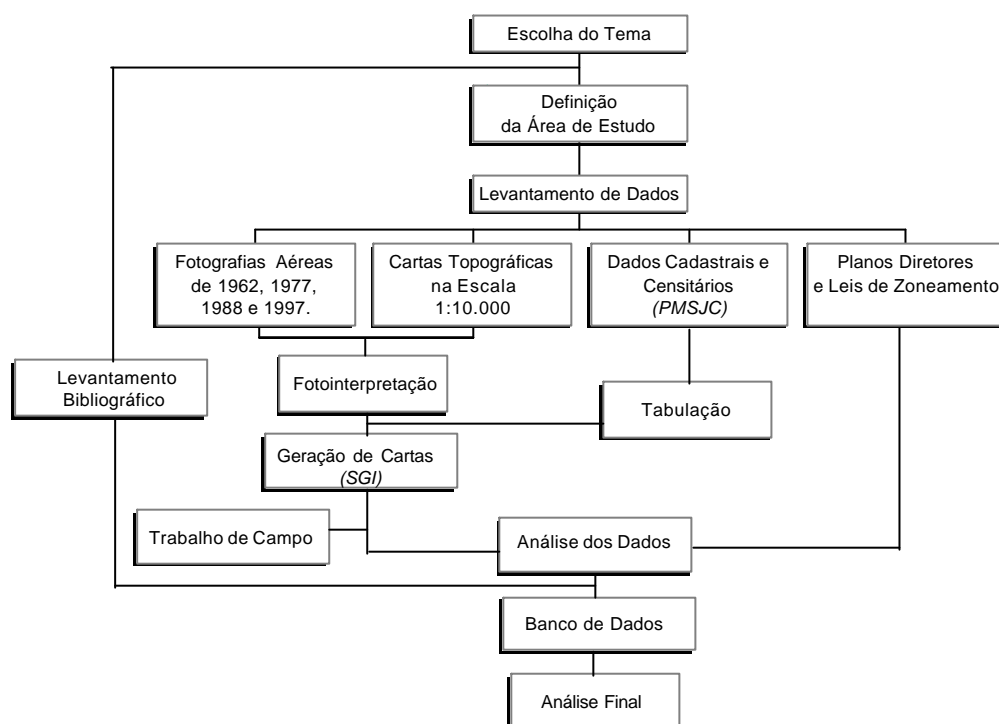 Escolha do Tema
Definição
da Área de Estudo
Levantamento de Dados
Fotografias Aéreas
de 1962, 1977,
1988 e 1997.
Cartas Topográficas
na Escala
1:10.000
Dados Cadastrais e
Censitários
(PMSJC)
Planos Diretores
e Leis de Zoneamento
Levantamento
Bibliográfico
Fotointerpretação
Tabulação
Geração de Cartas
(SGI)
Trabalho de Campo
Análise dos Dados
Banco de Dados
Análise Final